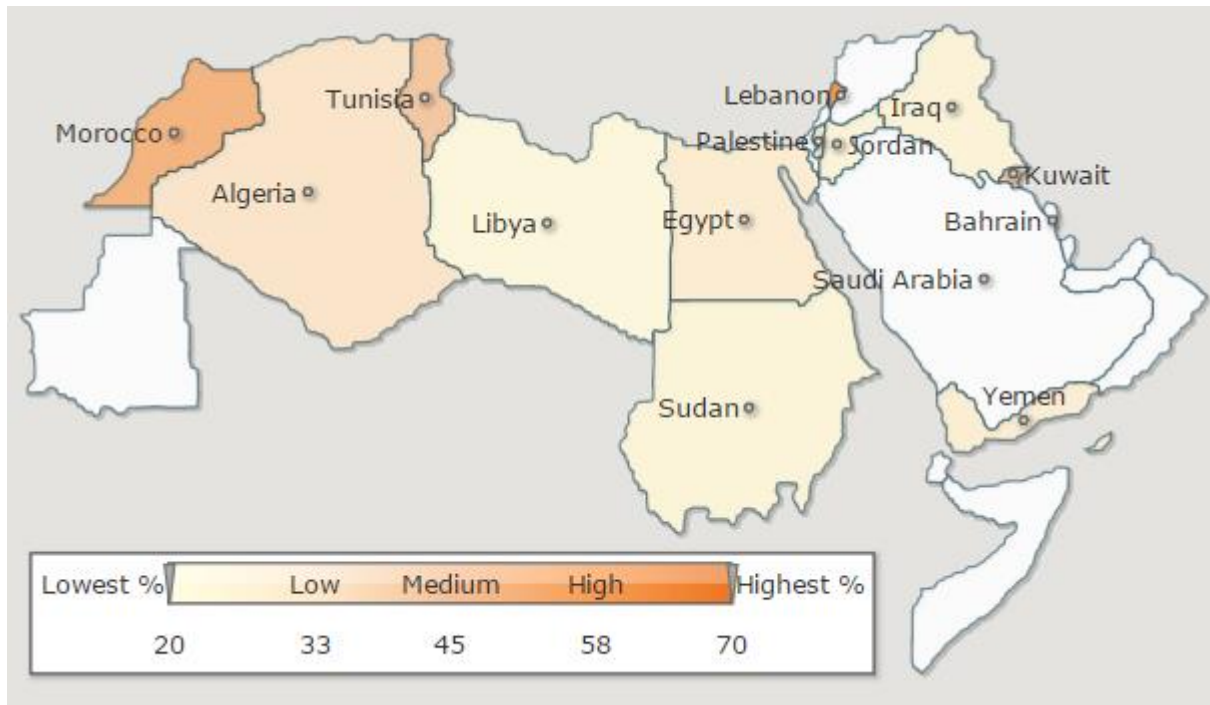 Lebanon
Tunisia
Iraq
Morocco
Palestine
Jordan
Kuwait
Algeria
Libya
Egypt
Bahrain
Saudi Arabia
Yemen
Sudan
Lowest % Low Medium High Highest %
20 33 45 58 70